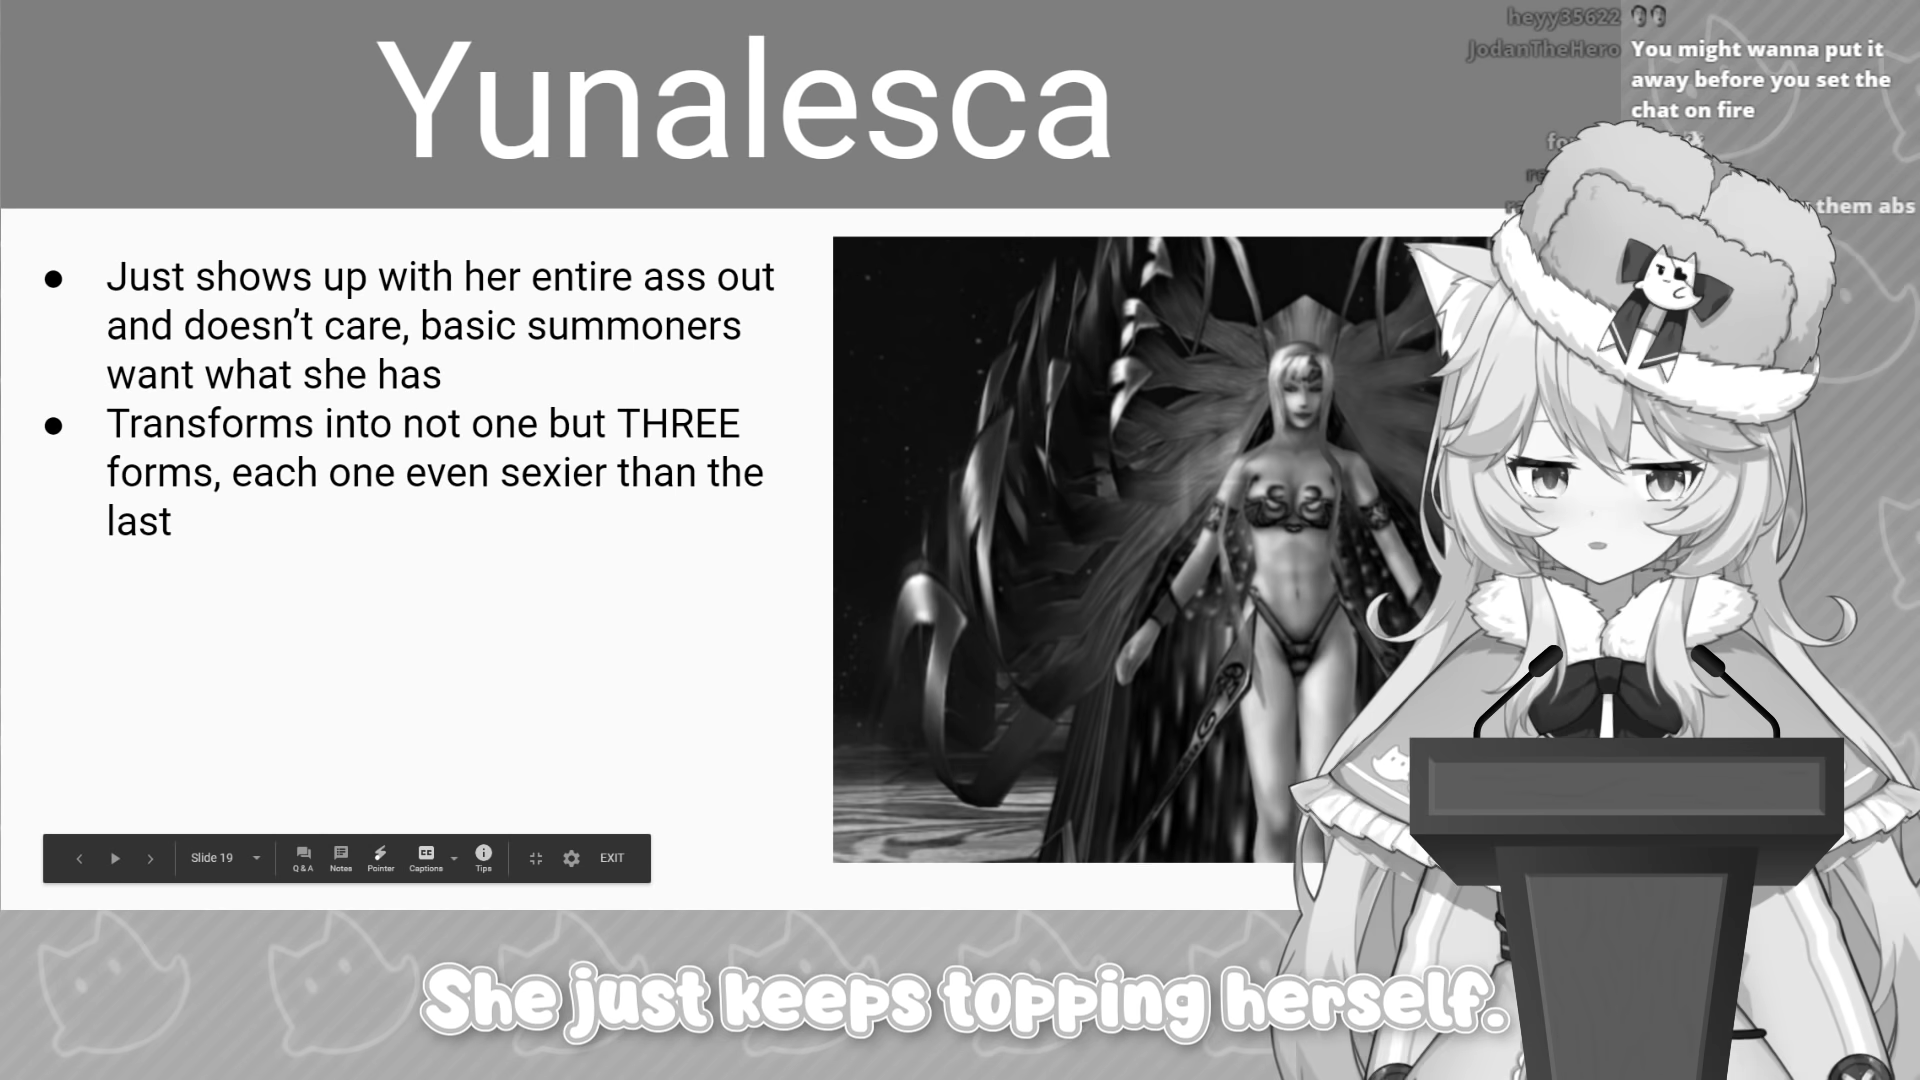 Yunalesca
heyy35622
JodanTheHero You might wanna put it
away before you set the
chat on fire
them abs
● Just shows up with her entire ass out
and doesn’t care, basic summoners
want what she has
● Transforms into not one but THREE
forms, each one even sexier than the
last
Slide 19
Q & A
Notes
Pointer
Captions
Tips
EXIT
She just keeps topping herself.